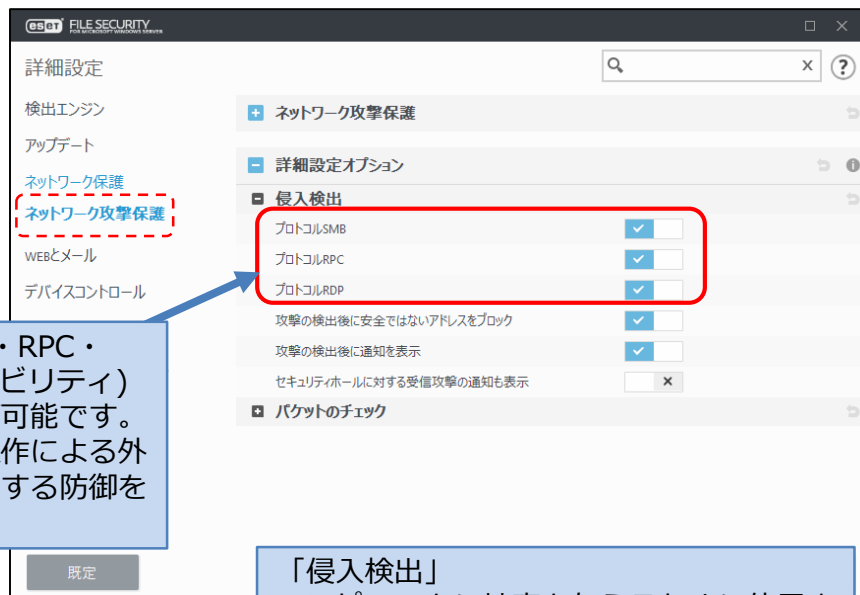 eset FILE SECURITY
FOR MICROSOFT WINDOWS SERVER
詳細設定
検出エンジン
アップデート
ネットワーク保護
ネットワーク攻撃保護
WEBとメール
デバイスコントロール
ネットワーク攻撃保護
詳細設定オプション
侵入検出
プロトコルSMB
プロトコルRPC
プロトコルRDP
攻撃の検出後に安全ではないアドレスをブロック
攻撃の検出後に通知を表示
セキュリティホールに対する受信攻撃の通知も表示
パケットのチェック
・RPC・
ビリティ)
可能です。
作による外
する防御を
既定
「侵入検出」